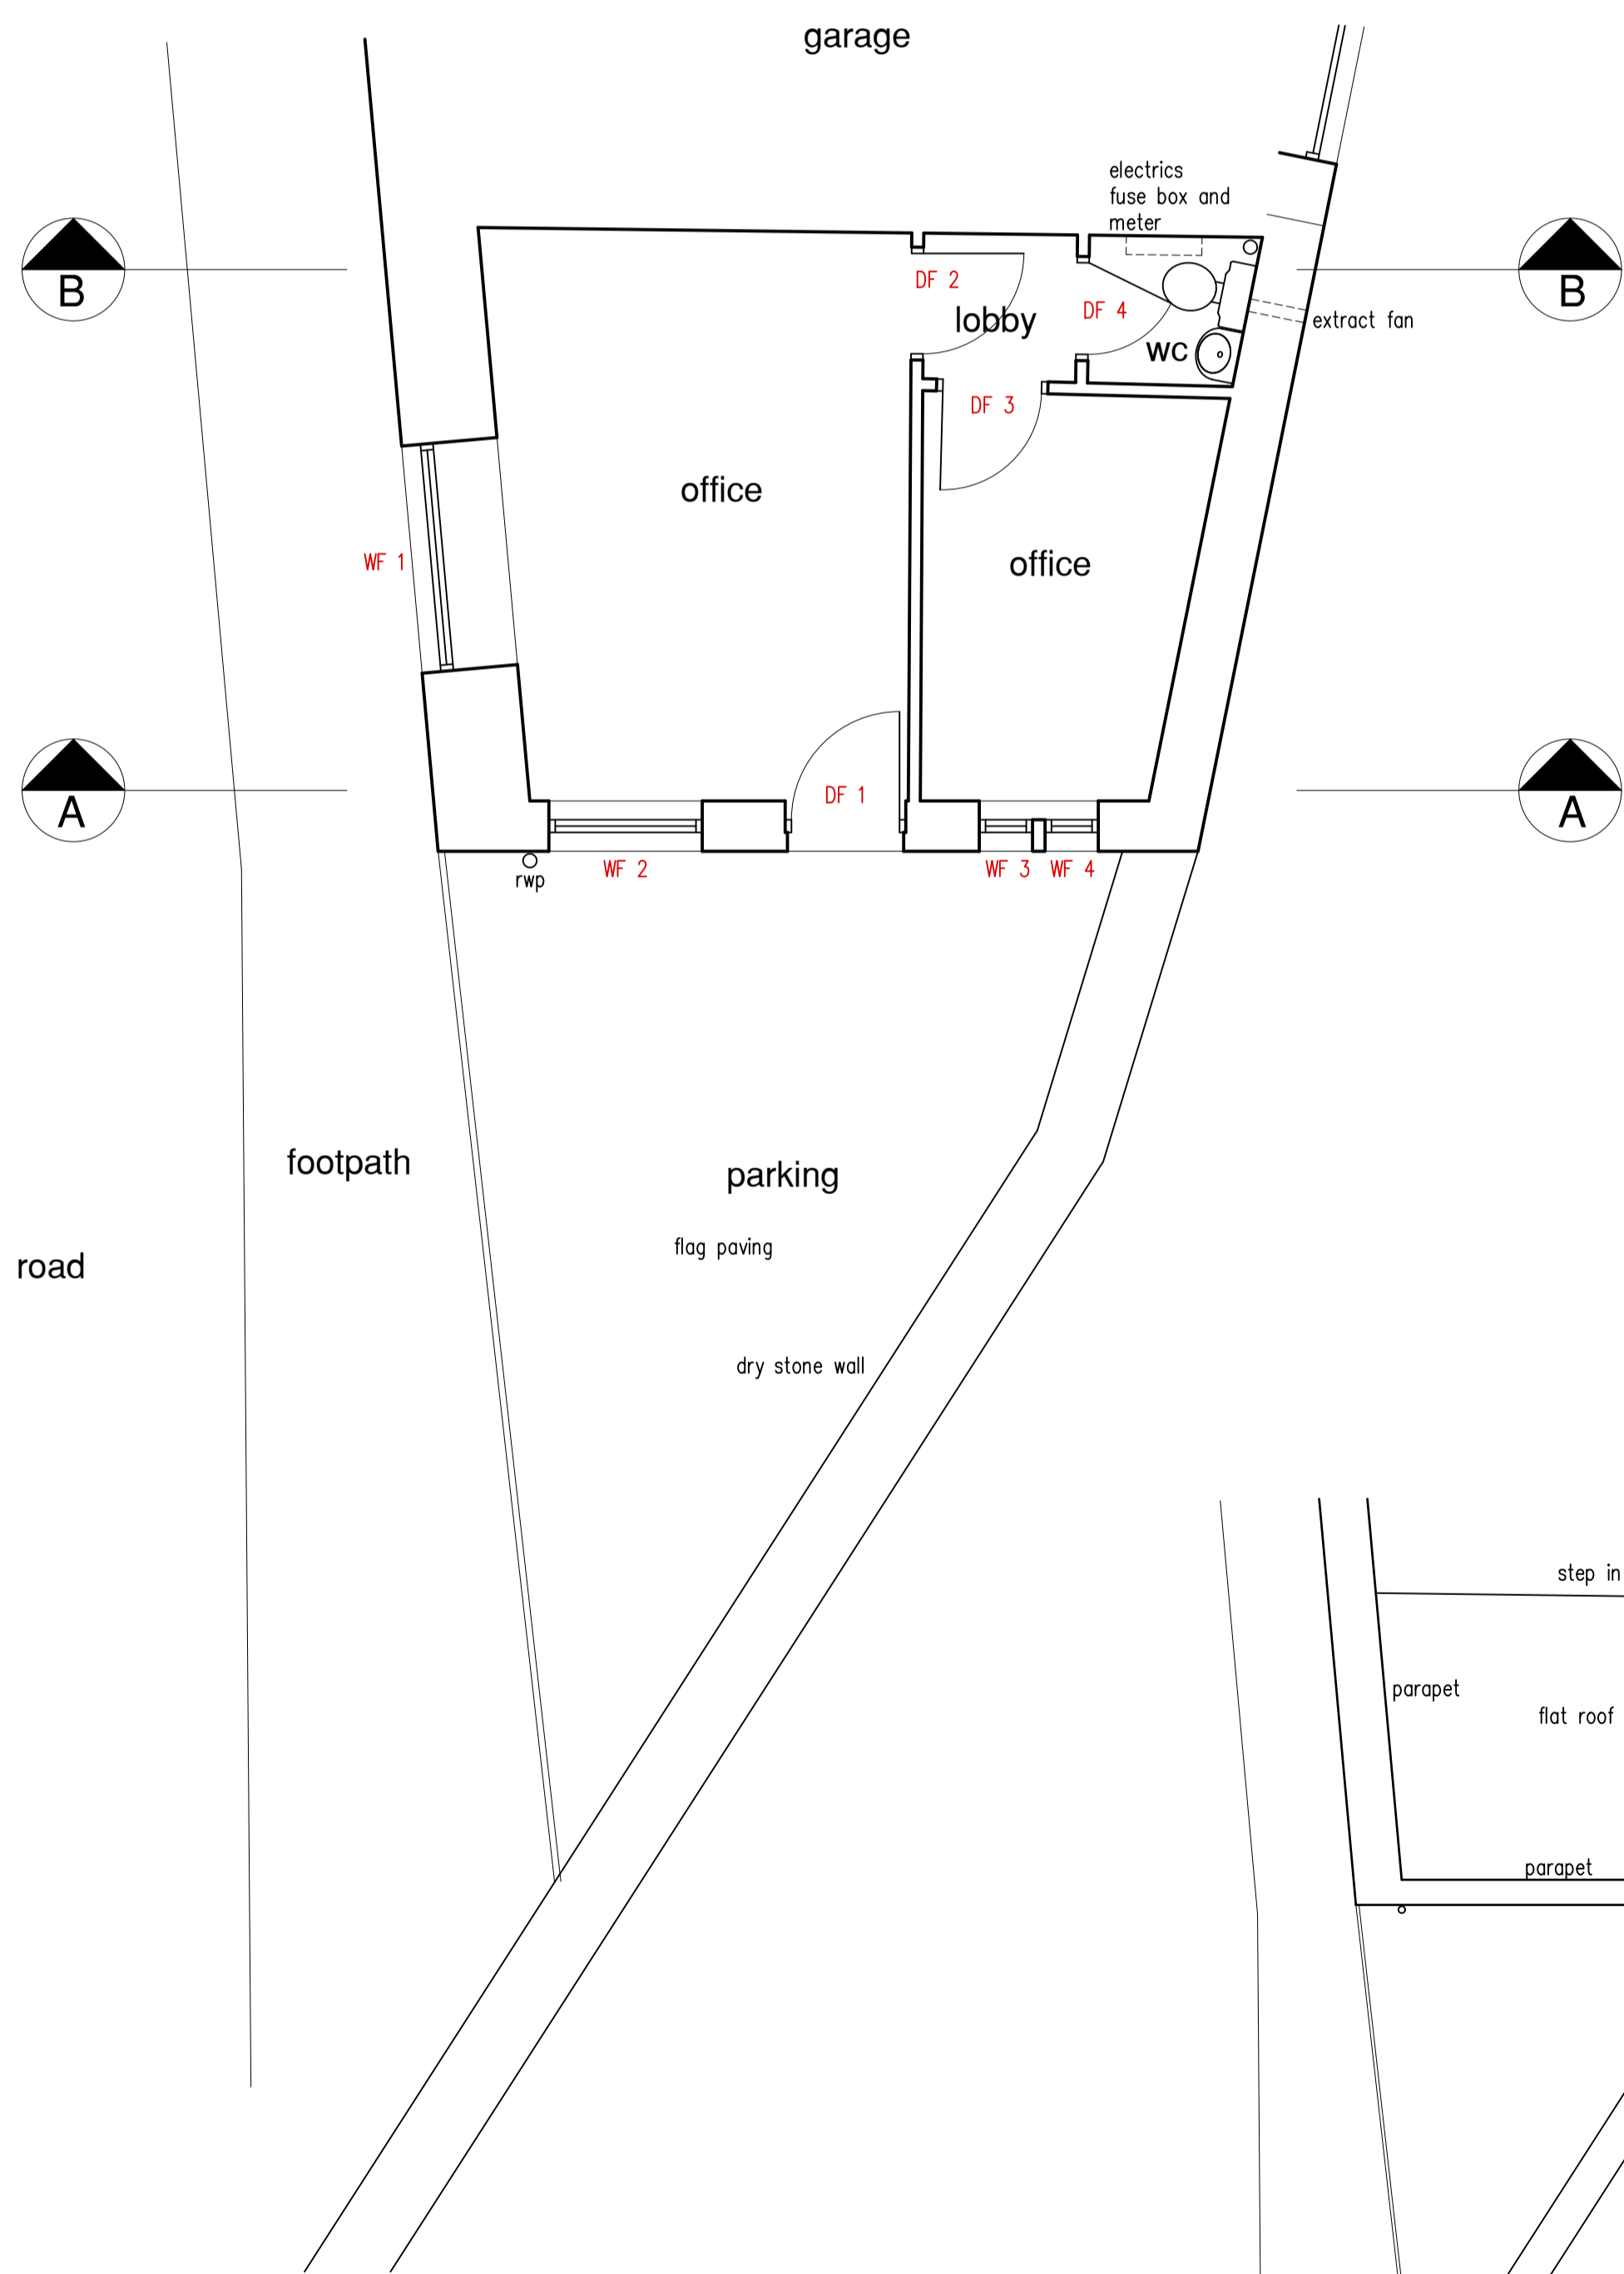 garage
electrics
fuse box and
meter
B
B
DF 2
DF 4
lobby
extract fan
wc
DF 3
office
WF 1
office
DF 1
A
A
WF 2
WF 3
WF 4
rwp
footpath
parking
flag paving
road
dry stone wall
step in
parapet
flat roof
parapet